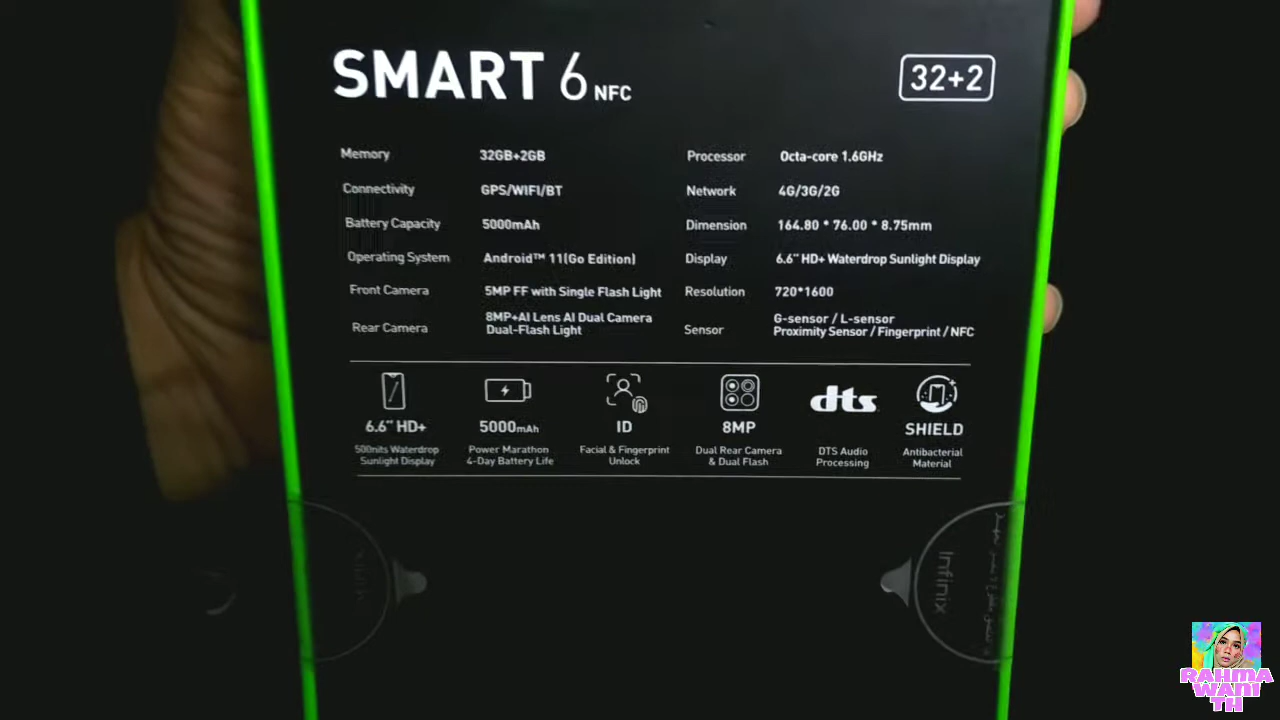 SMART 6 NFC
32+2
Memory 32GB+2GB
Processor Octa-core 1.6GHz
Connectivity GPS/WIFI/BT
Network 4G/3G/2G
Battery Capacity 5000mAh
Dimension 164.80 * 76.00 * 8.75mm
Operating System Android™ 11(Go Edition)
Display 6.6" HD+ Waterdrop Sunlight Display
Front Camera 5MP FF with Single Flash Light
Resolution 720*1600
Rear Camera 8MP+AI Lens AI Dual Camera
Dual-Flash Light
Sensor G-sensor / L-sensor
Proximity Sensor / Fingerprint / NFC
6.6" HD+
500nits Waterdrop
Sunlight Display
5000mAh
Power Marathon
4-Day Battery Life
ID
Facial & Fingerprint
Unlock
8MP
Dual Rear Camera
& Dual Flash
dts
DTS Audio
Processing
SHIELD
Antibacterial
Material
Infinix
RAHMA
WANI
TH